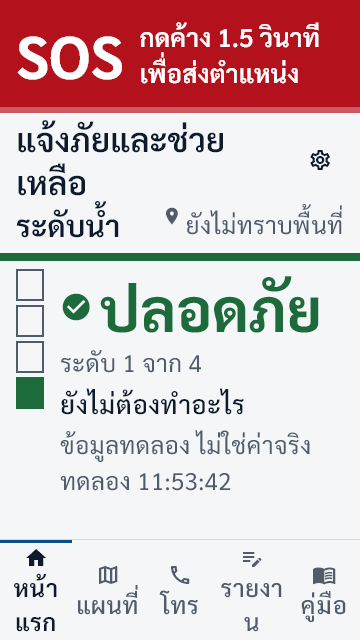 SOS
กดค้าง 1.5 วินาที
เพื่อส่งตำแหน่ง
แจ้งภัยและช่วย
เหลือ
ระดับน้ำ
ยังไม่ทราบพื้นที่
ปลอดภัย
ระดับ 1 จาก 4
ยังไม่ต้องทำอะไร
ข้อมูลทดลอง ไม่ใช่ค่าจริง
ทดลอง 11:53:42
หน้า
แรก
แผนที่
โทร
รายงา
น
คู่มือ